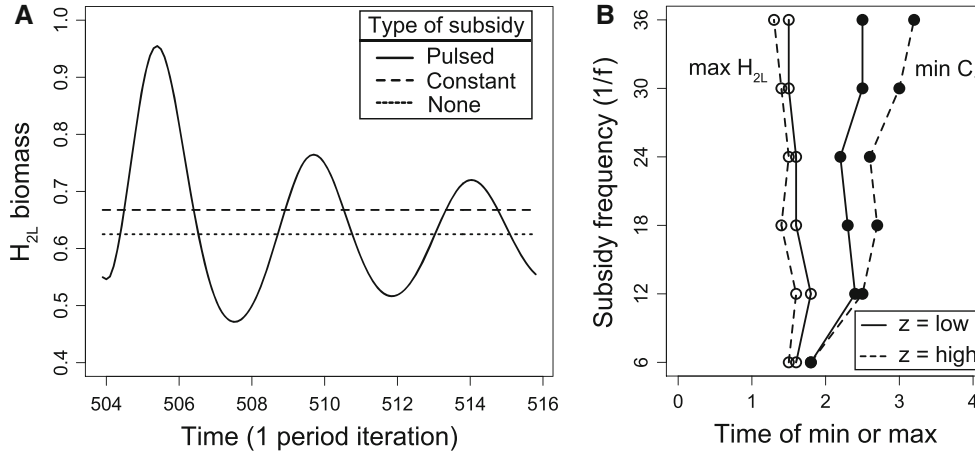 A
H2L biomass
1.0
0.9
0.8
0.7
0.6
0.5
0.4
Type of subsidy
Pulsed
Constant
None
504
506
508
510
512
514
516
Time (1 period iteration)
B
Subsidy frequency (1/f)
36
30
24
18
12
6
max H2L
min C
z = low
z = high
0
1
2
3
4
Time of min or max